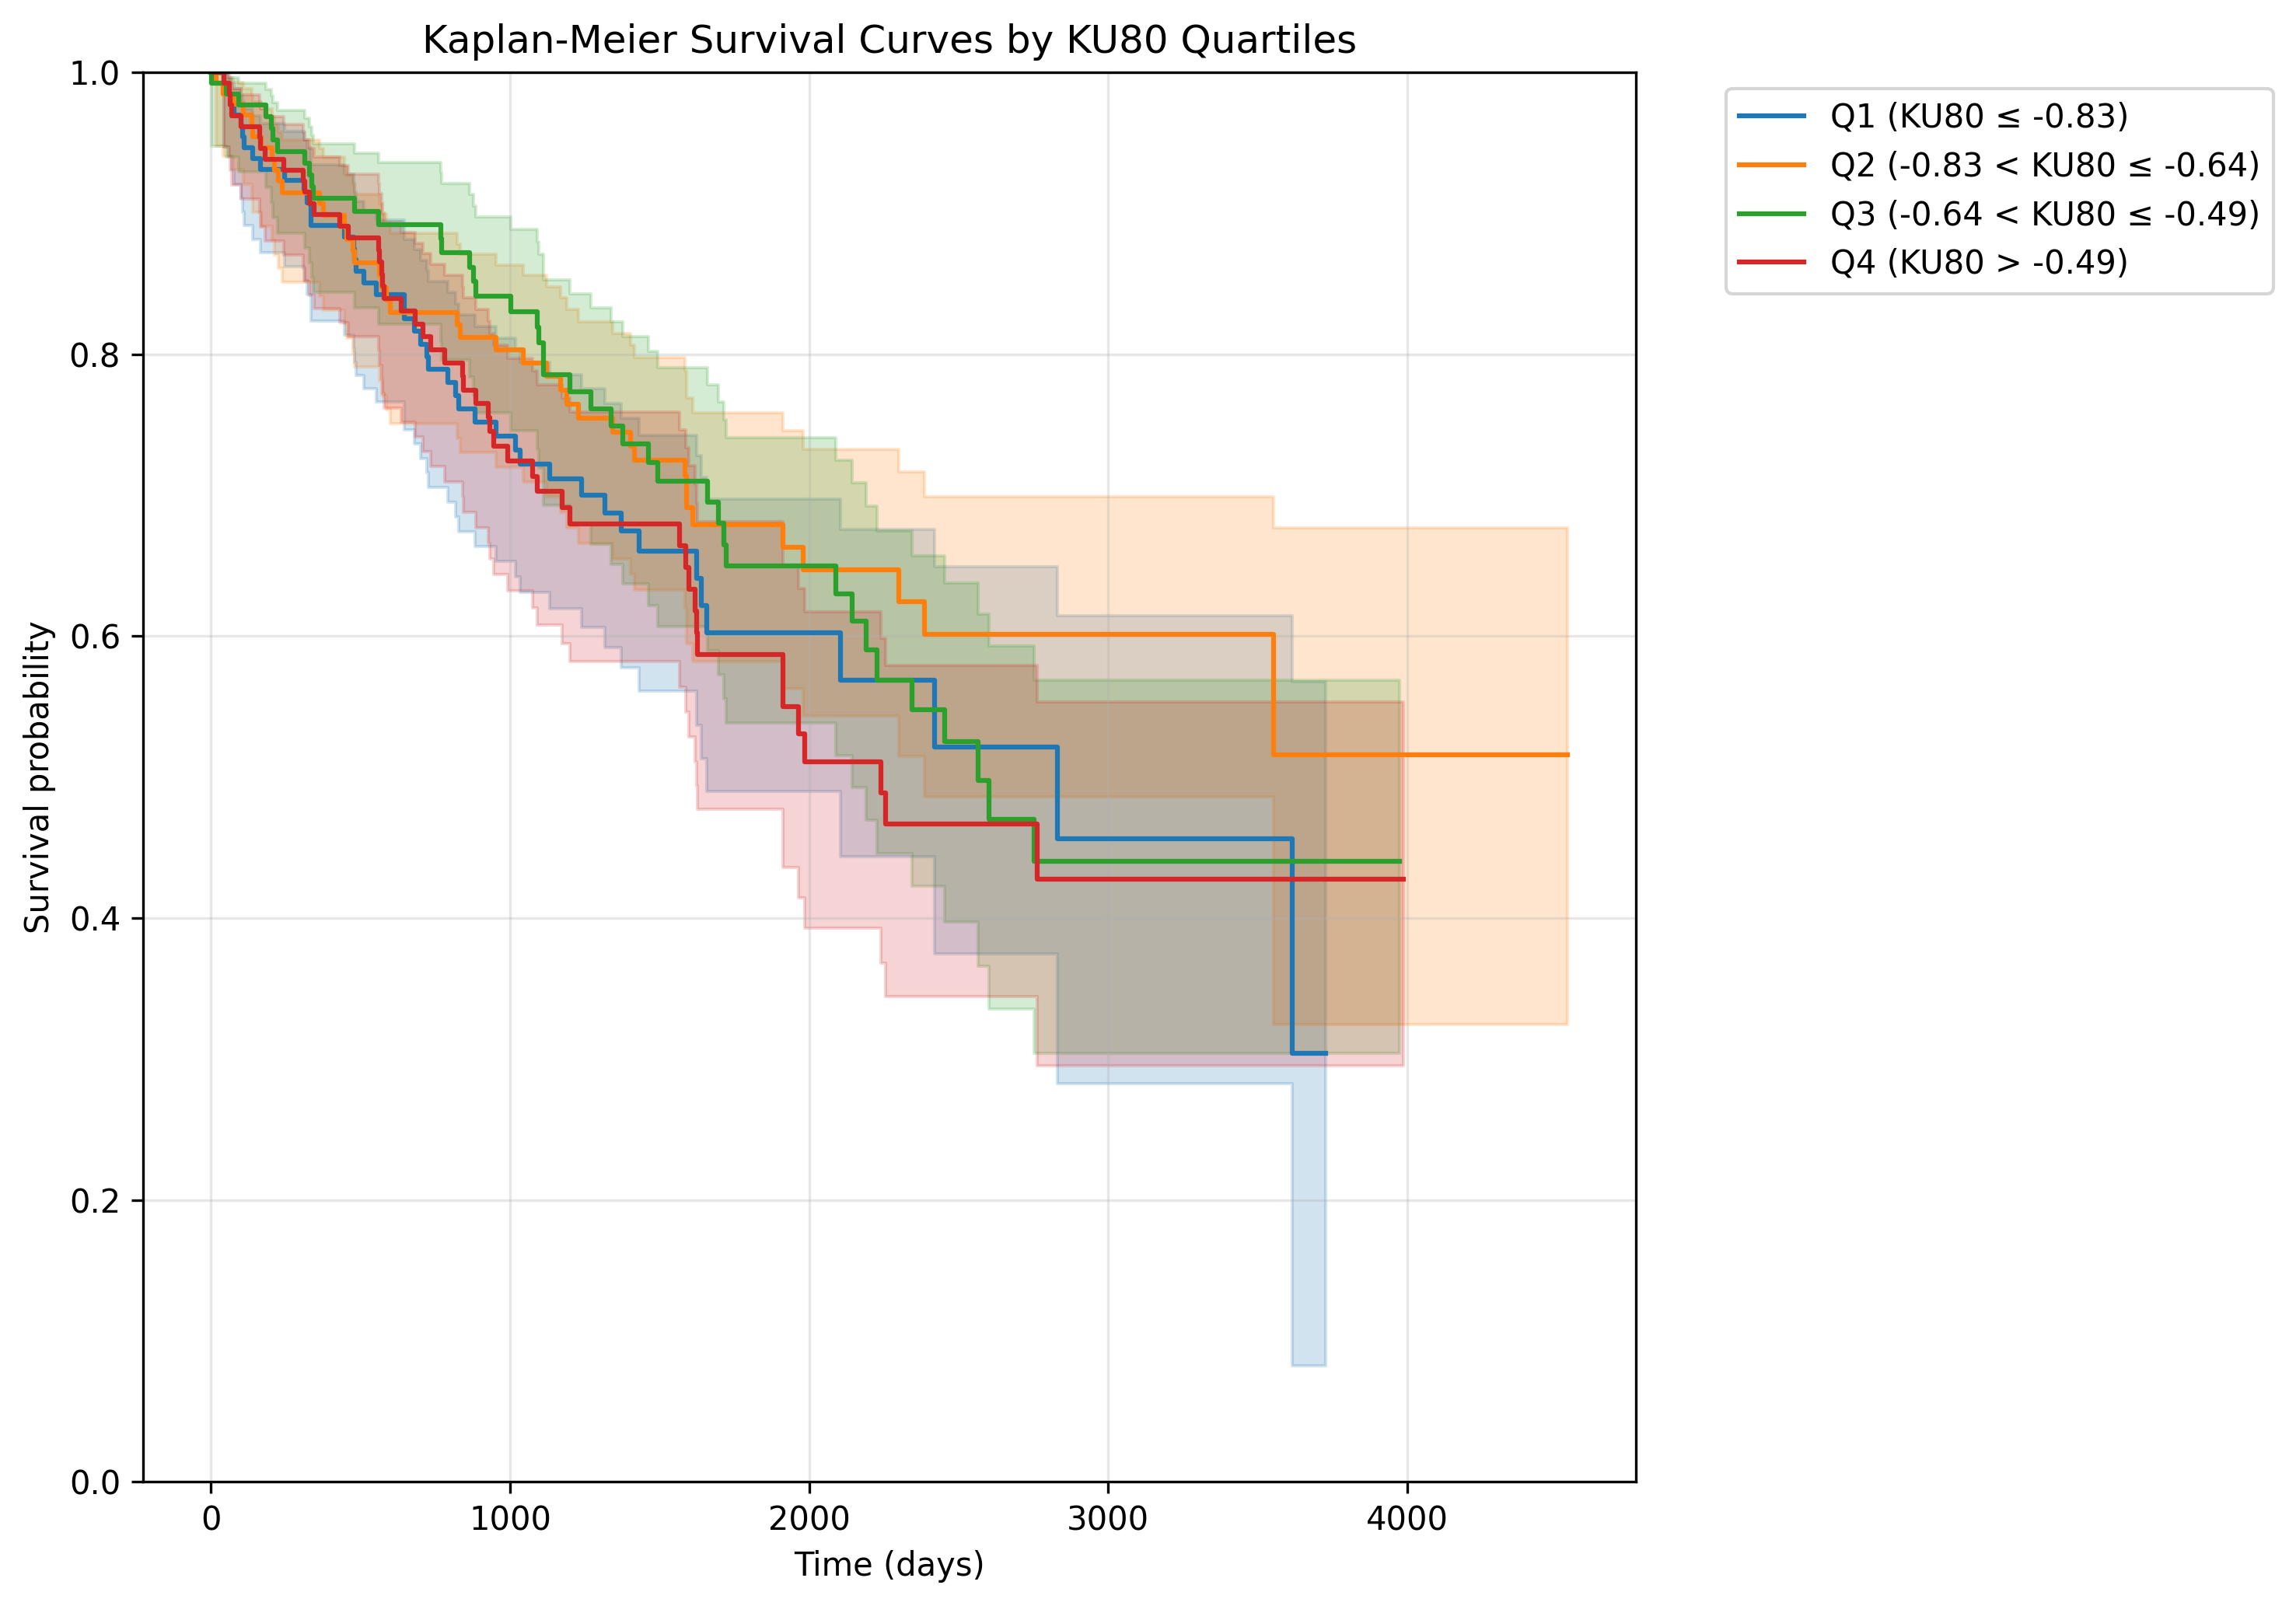 Kaplan-Meier Survival Curves by KU80 Quartiles
Q1 (KU80 ≤ -0.83)
Q2 (-0.83 < KU80 ≤ -0.64)
Q3 (-0.64 < KU80 ≤ -0.49)
Q4 (KU80 > -0.49)
Survival probability
1.0
0.8
0.6
0.4
0.2
0.0
0 1000 2000 3000 4000
Time (days)